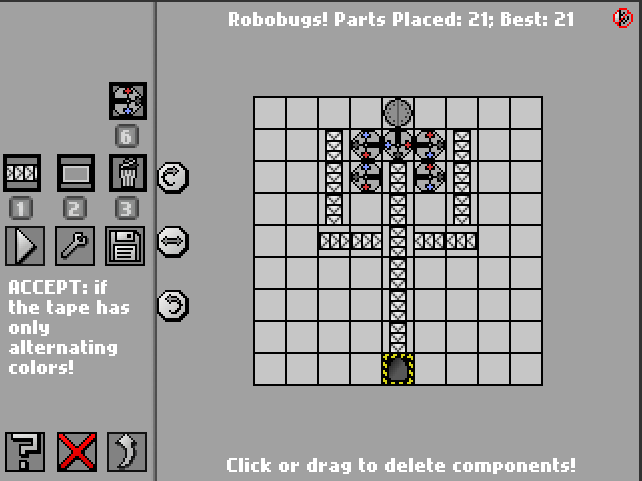 Robobugs! Parts Placed: 21; Best: 21
6
1 2 3
ACCEPT: if
the tape has
only
alternating
colors!
Click or drag to delete components!